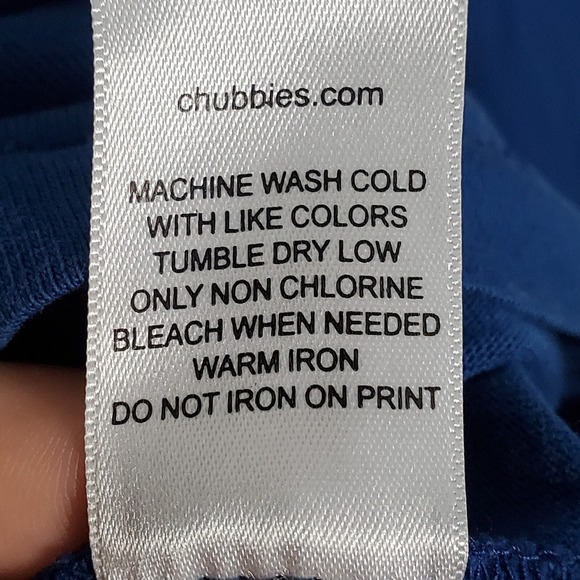 chubbies.com
MACHINE WASH COLD
WITH LIKE COLORS
TUMBLE DRY LOW
ONLY NON CHLORINE
BLEACH WHEN NEEDED
WARM IRON
DO NOT IRON ON PRINT